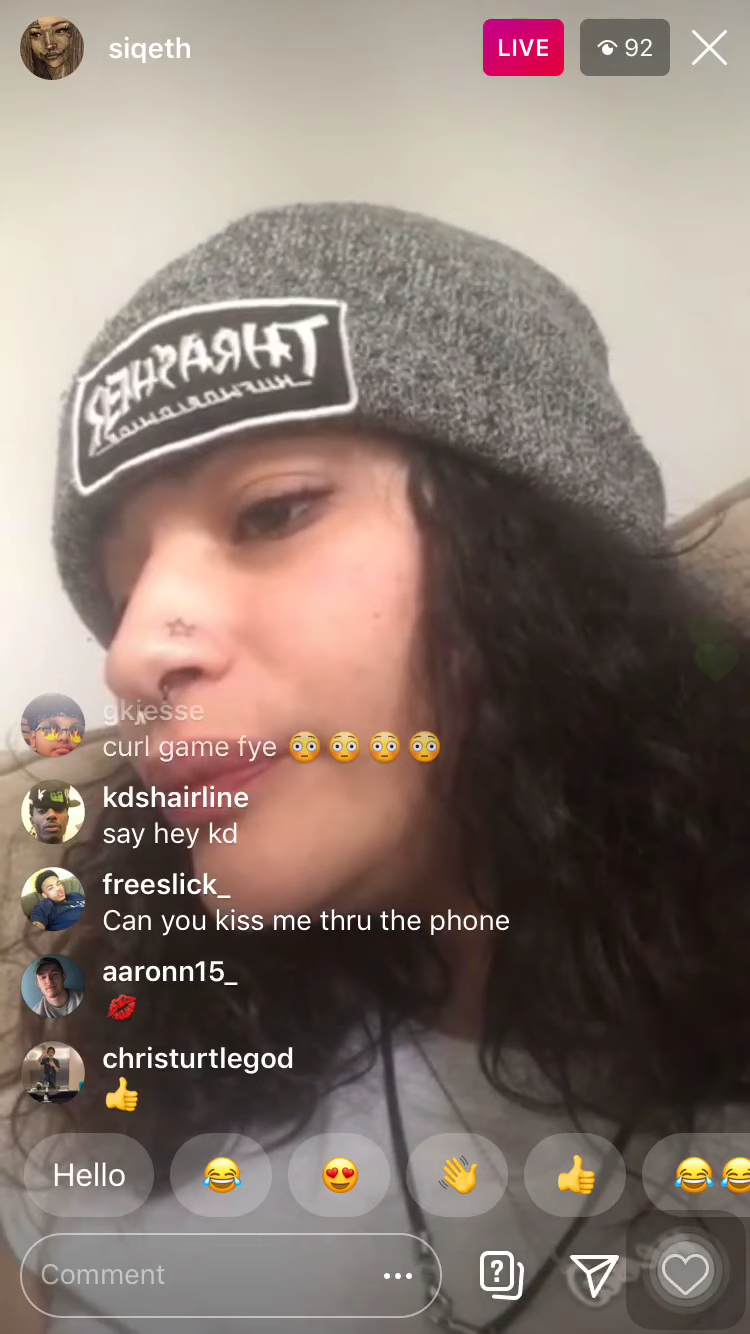 siqeth
LIVE
92
THRASHER
gkjesse
curl game fye 😳 😳 😳 😳
kdshairline
say hey kd
freeslick_
Can you kiss me thru the phone
aaronn15_
💋
christurtlegod
👍
Hello 😂 😍 👋 👍 😂😂
Comment